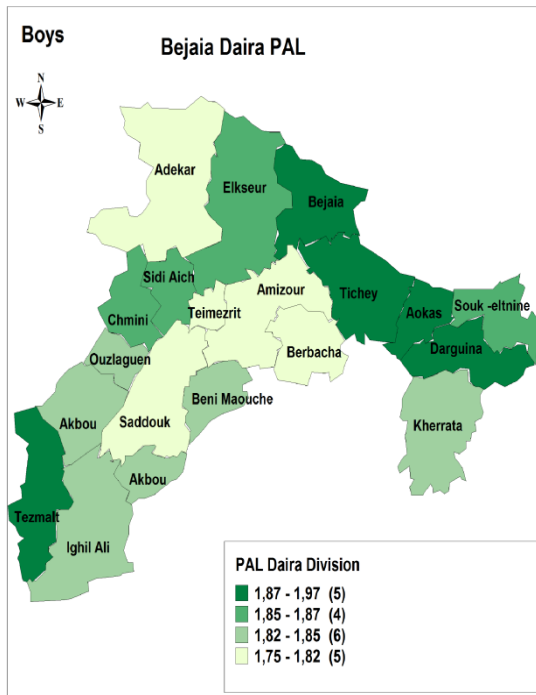 Boys
Bejaia Daira PAL
N
W E
S
Adekar
Elkseur
Bejaia
Sidi Aich
Amizour
Tichey
Souk -eltnine
Teimezrit
Aokas
Chmini
Darguina
Ouzlaguen
Berbacha
Beni Maouche
Akbou
Saddouk
Kherrata
Akbou
Tezmalt
Ighil Ali
PAL Daira Division
1,87 - 1,97 (5)
1,85 - 1,87 (4)
1,82 - 1,85 (6)
1,75 - 1,82 (5)